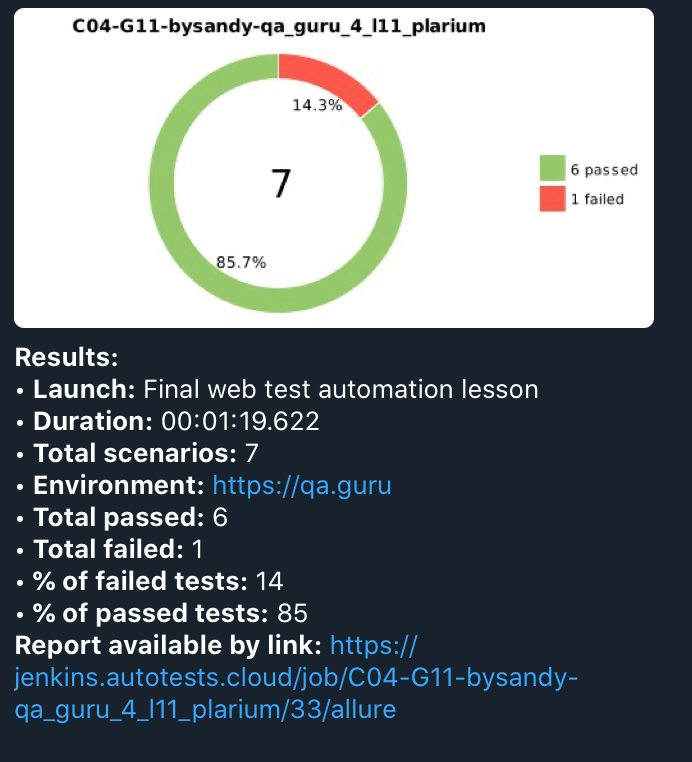 C04-G11-bysandy-qa_guru_4_l11_plarium
14.3%
7
6 passed
1 failed
85.7%
Results:
• Launch: Final web test automation lesson
• Duration: 00:01:19.622
• Total scenarios: 7
• Environment: https://qa.guru
• Total passed: 6
• Total failed: 1
• % of failed tests: 14
• % of passed tests: 85
Report available by link: https://
jenkins.autotests.cloud/job/C04-G11-bysandy-
qa_guru_4_l11_plarium/33/allure